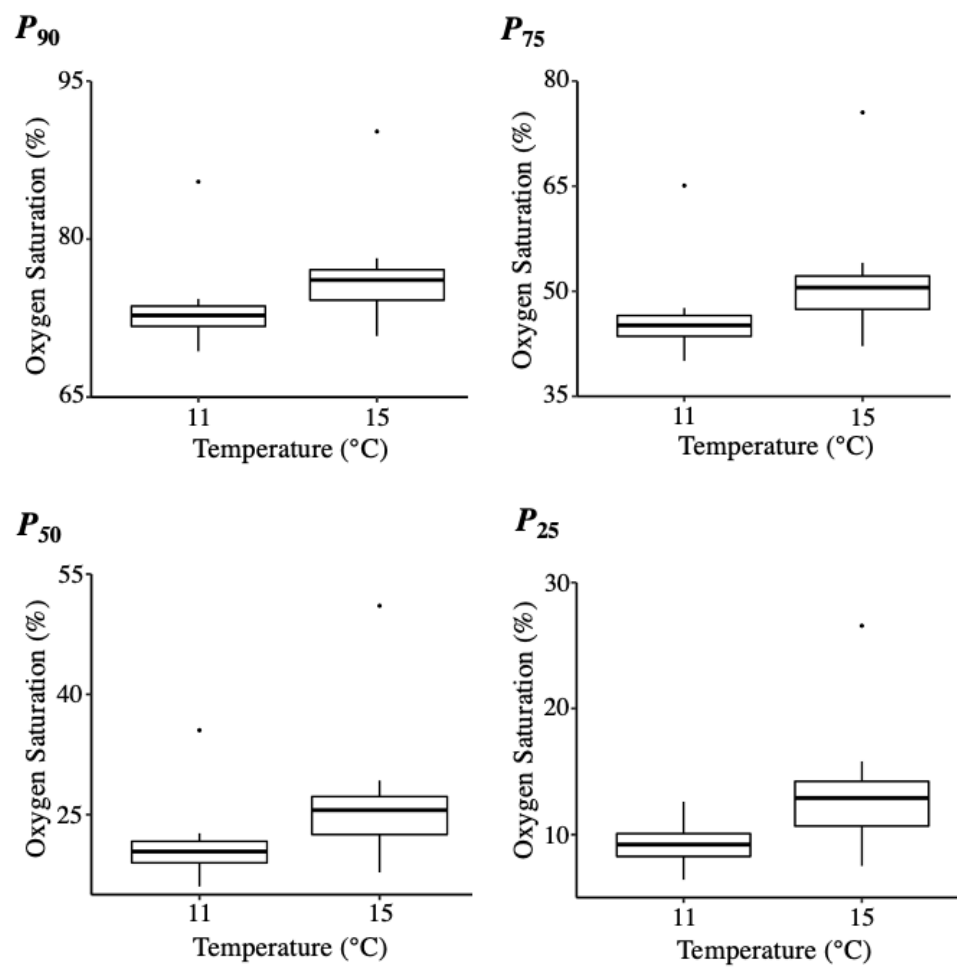 P90
95
80
65
Oxygen Saturation (%)
11
15
Temperature (°C)
P75
80
65
50
35
Oxygen Saturation (%)
11
15
Temperature (°C)
P50
55
40
25
Oxygen Saturation (%)
11
15
Temperature (°C)
P25
30
20
10
Oxygen Saturation (%)
11
15
Temperature (°C)